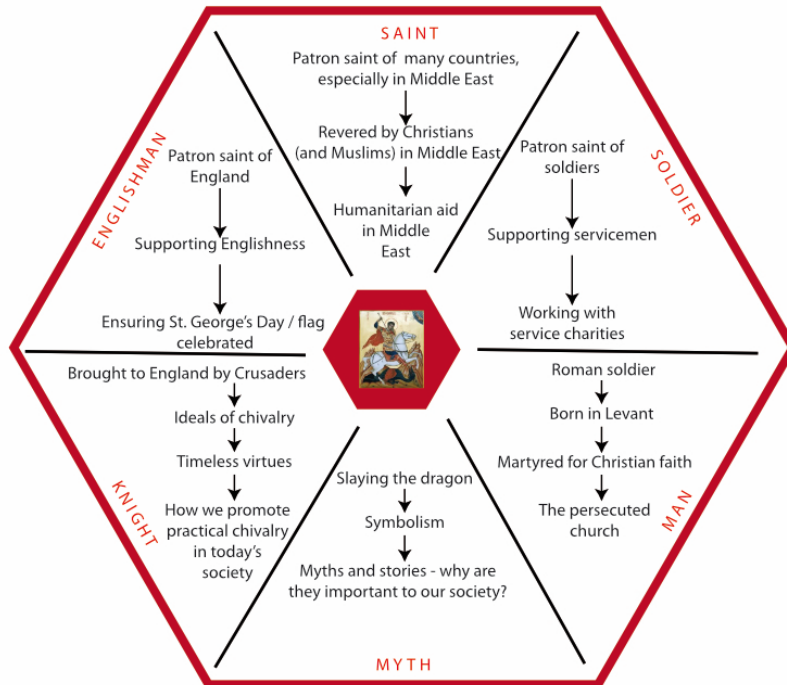 SAINT
Patron saint of many countries,
especially in Middle East
Revered by Christians
(and Muslims) in Middle East
Humanitarian aid
in Middle
East
SOLDIER
Patron saint of
soldiers
Supporting servicemen
Working with
service charities
MAN
Roman soldier
Born in Levant
Martyred for Christian faith
The persecuted
church
MYTH
Slaying the dragon
Symbolism
Myths and stories - why are
they important to our society?
KNIGHT
Brought to England by Crusaders
Ideals of chivalry
Timeless virtues
How we promote
practical chivalry
in today's
society
ENGLISHMAN
Patron saint of
England
Supporting Englishness
Ensuring St. George's Day / flag
celebrated